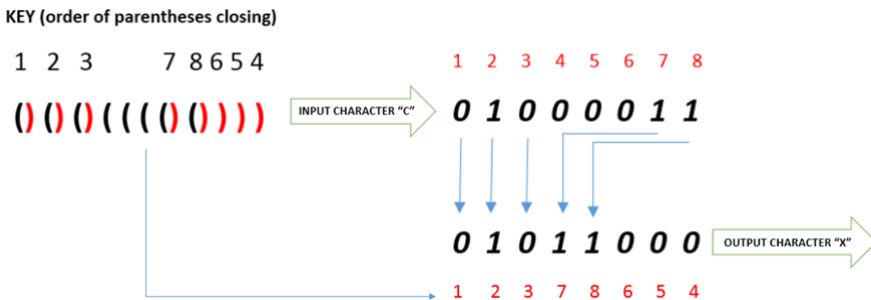 KEY (order of parentheses closing)
1 2 3 7 8 6 5 4
1 2 3 4 5 6 7 8
() () () ( ( ( () () ) ) )
INPUT CHARACTER “C”
0 1 0 0 0 0 1 1
0 1 0 1 1 0 0 0
OUTPUT CHARACTER “X”
1 2 3 7 8 6 5 4